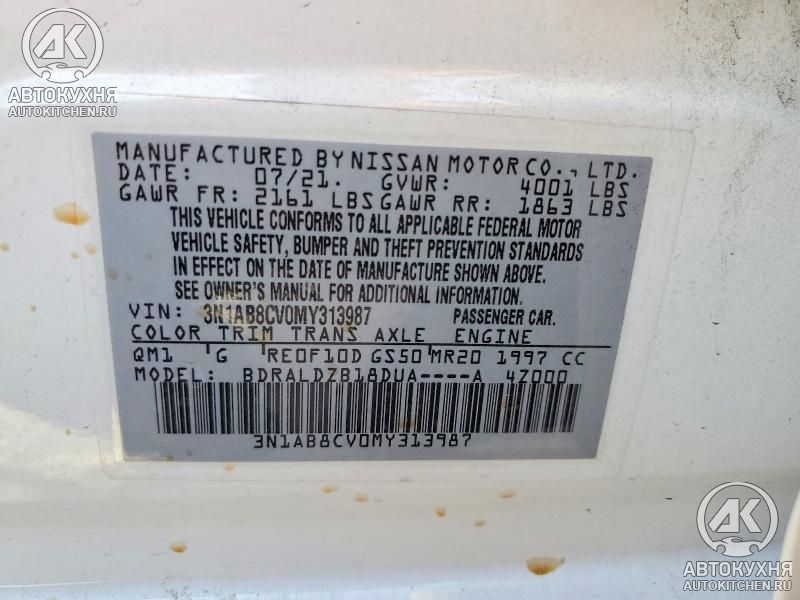 AK
АВТОКУХНЯ
AUTOKITCHEN.RU
MANUFACTURED BY NISSAN MOTOR CO., LTD.
DATE: 07/21. GVWR: 4001 LBS
GAWR FR: 2161 LBS GAWR RR: 1863 LBS
THIS VEHICLE CONFORMS TO ALL APPLICABLE FEDERAL MOTOR
VEHICLE SAFETY, BUMPER AND THEFT PREVENTION STANDARDS
IN EFFECT ON THE DATE OF MANUFACTURE SHOWN ABOVE.
SEE OWNER'S MANUAL FOR ADDITIONAL INFORMATION.
VIN: 3N1AB8CV0MY313987 PASSENGER CAR.
COLOR TRIM TRANS AXLE ENGINE
QM1 G RE0F10D GS50 MR20 1997 CC
MODEL: BDRALDZB18DUA----A 4Z000
3N1AB8CV0MY313987
AK
АВТОКУХНЯ
AUTOKITCHEN.RU